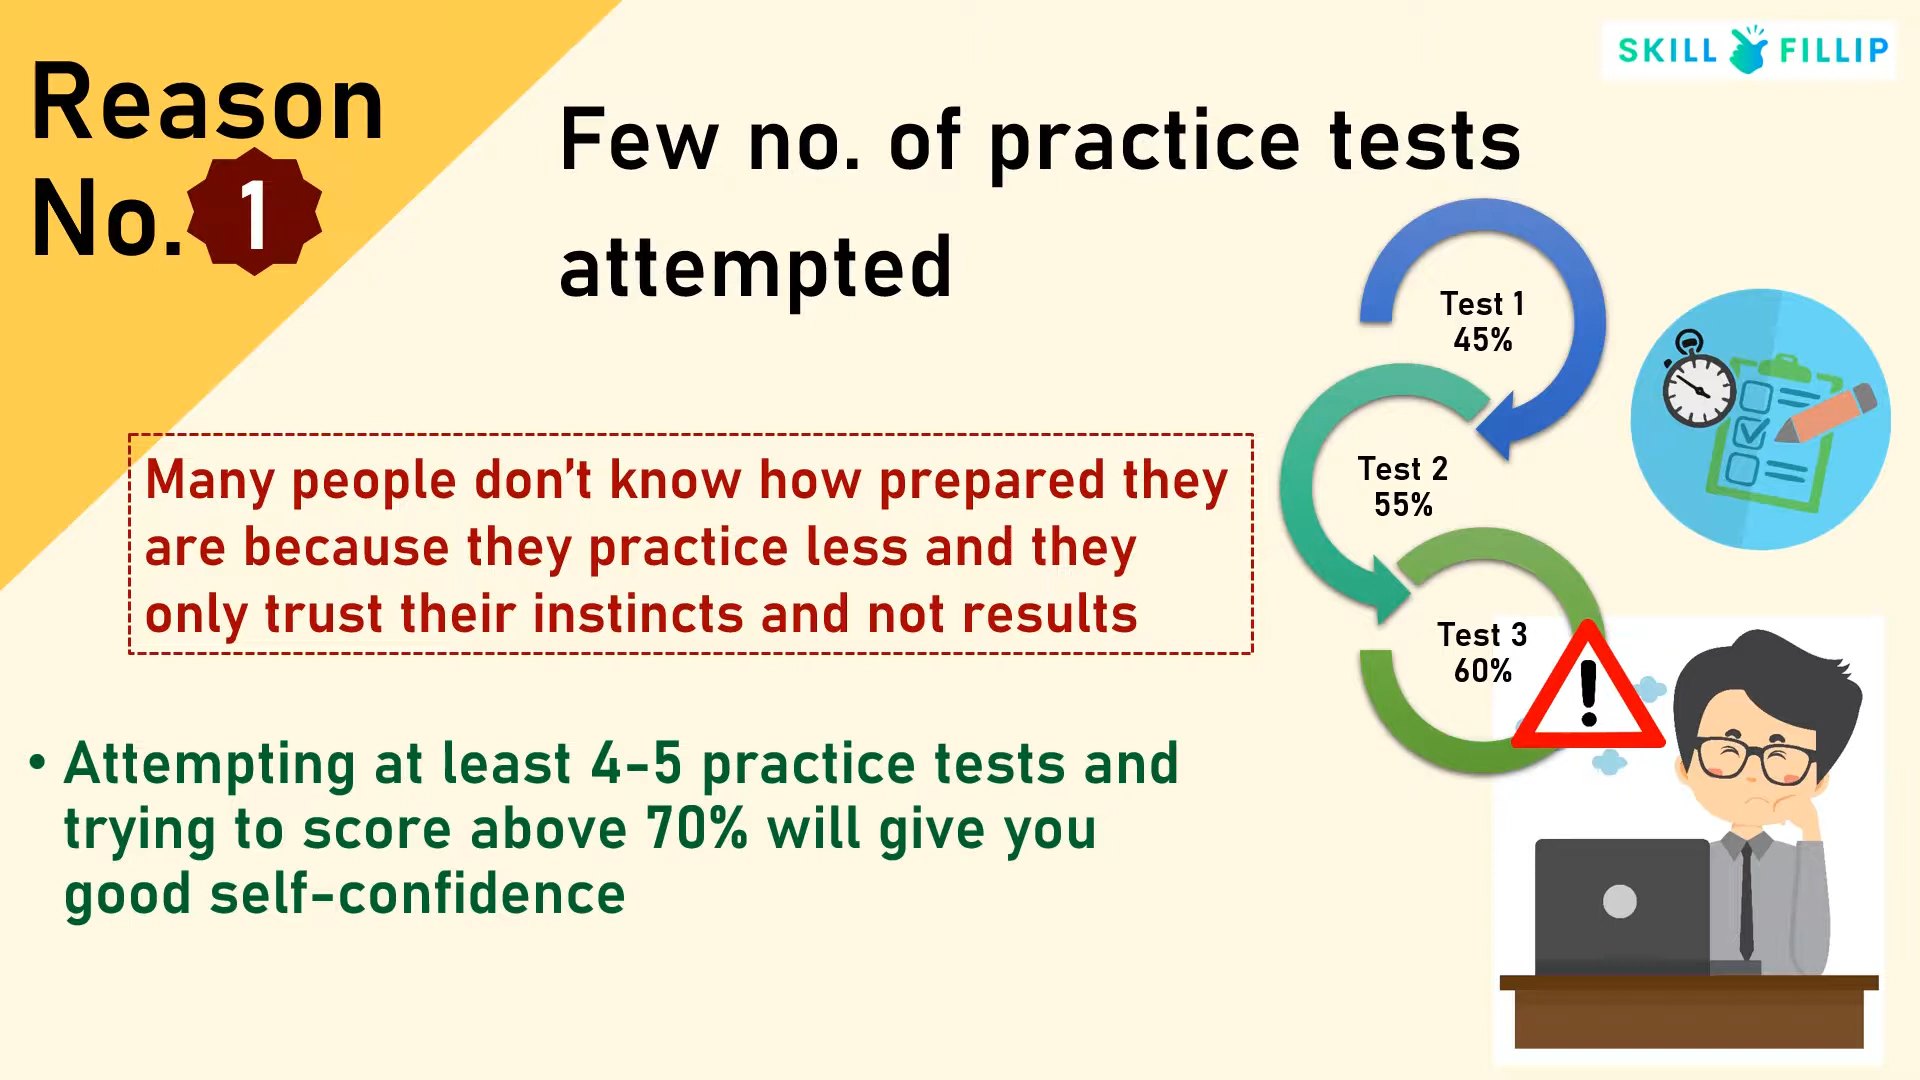 SKILL FILLIP
Reason
No. 1
Few no. of practice tests
attempted
Test 1
45%
Test 2
55%
Test 3
60%
Many people don’t know how prepared they
are because they practice less and they
only trust their instincts and not results
• Attempting at least 4-5 practice tests and
trying to score above 70% will give you
good self-confidence